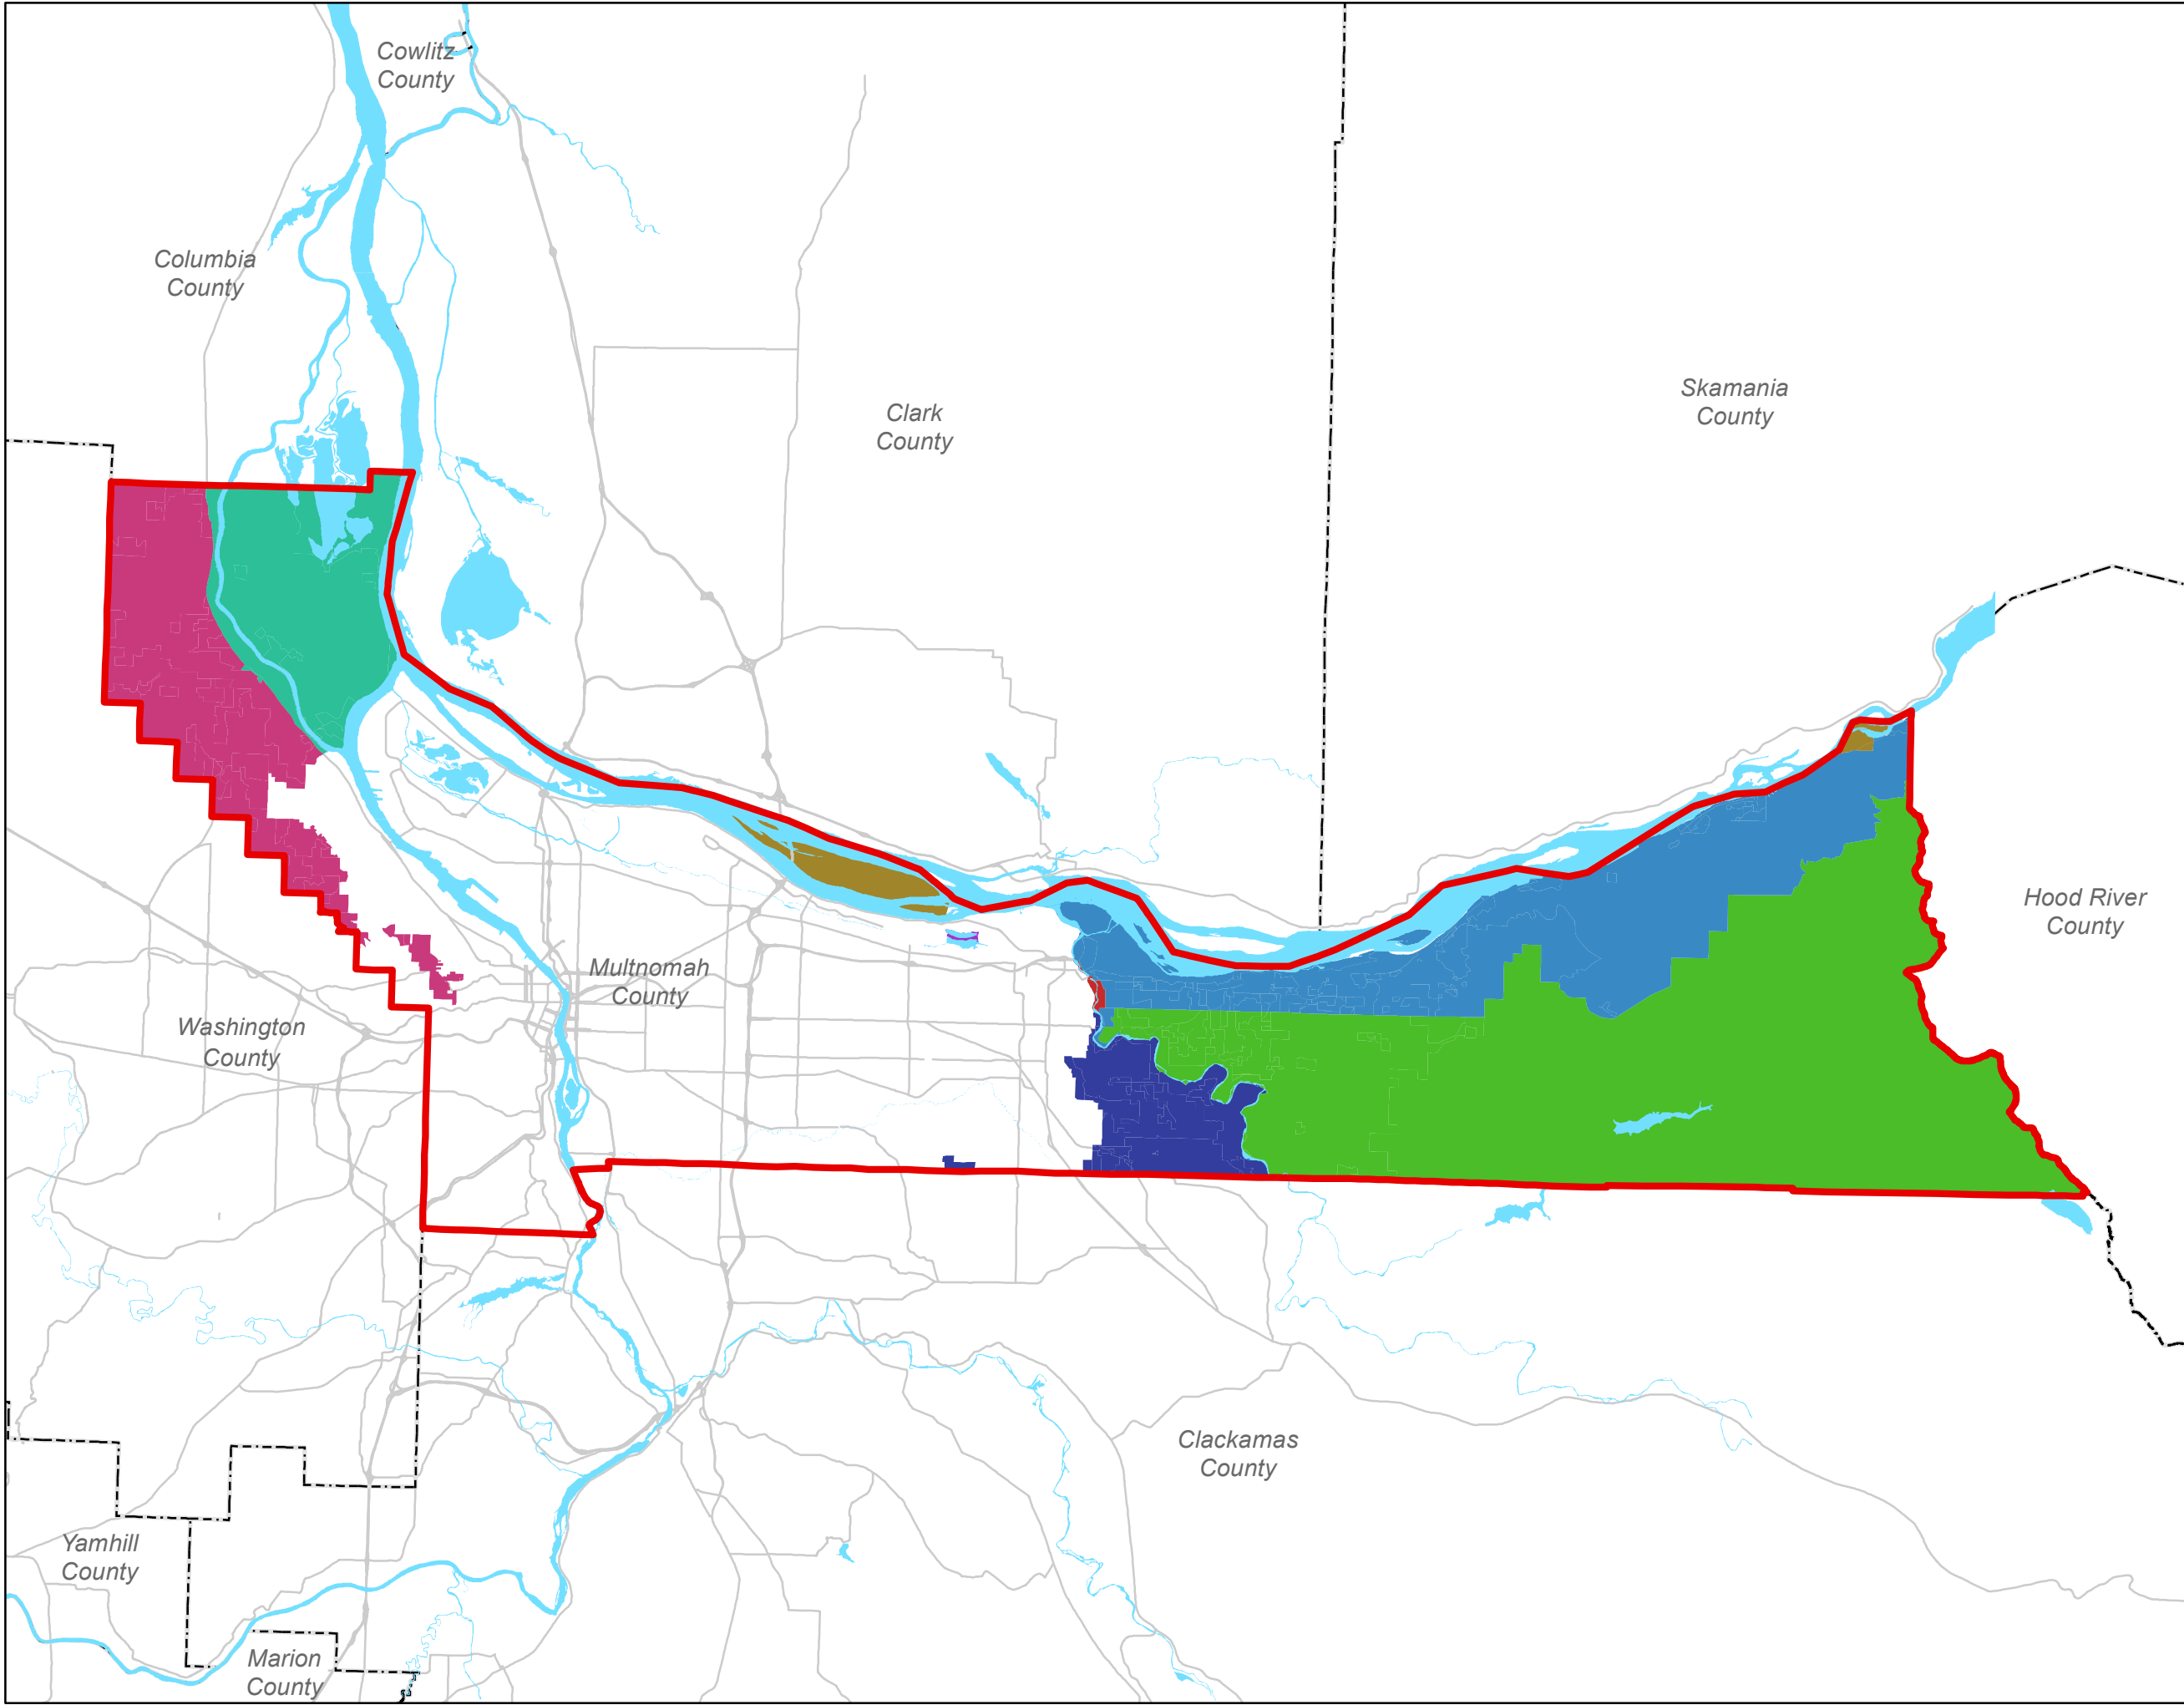 Cowlitz
County
Columbia
County
Clark
County
Skamania
County
Hood River
County
Multnomah
County
Washington
County
Clackamas
County
Yamhill
County
Marion
County